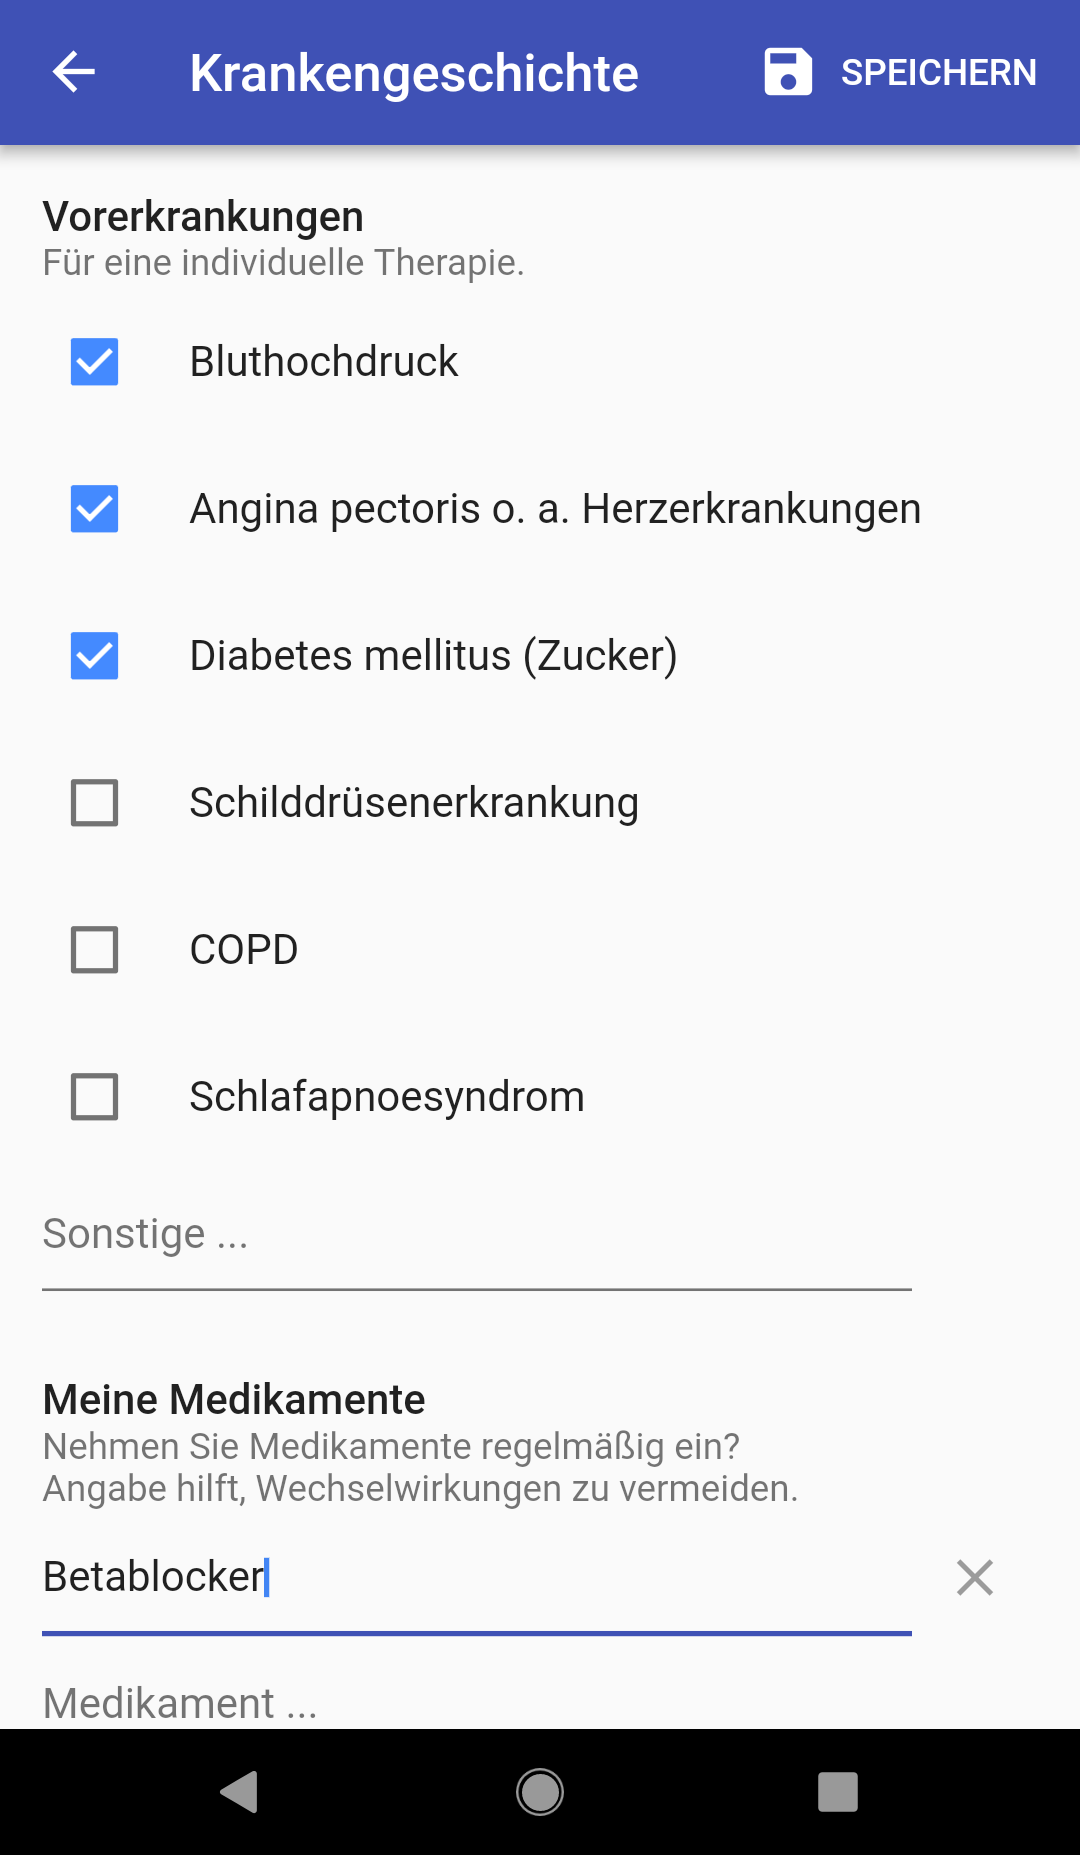 Krankengeschichte
SPEICHERN
Vorerkrankungen
Für eine individuelle Therapie.
Bluthochdruck
Angina pectoris o. a. Herzerkrankungen
Diabetes mellitus (Zucker)
Schilddrüsenerkrankung
COPD
Schlafapnoesyndrom
Sonstige ...
Meine Medikamente
Nehmen Sie Medikamente regelmäßig ein?
Angabe hilft, Wechselwirkungen zu vermeiden.
Betablocker
Medikament ...